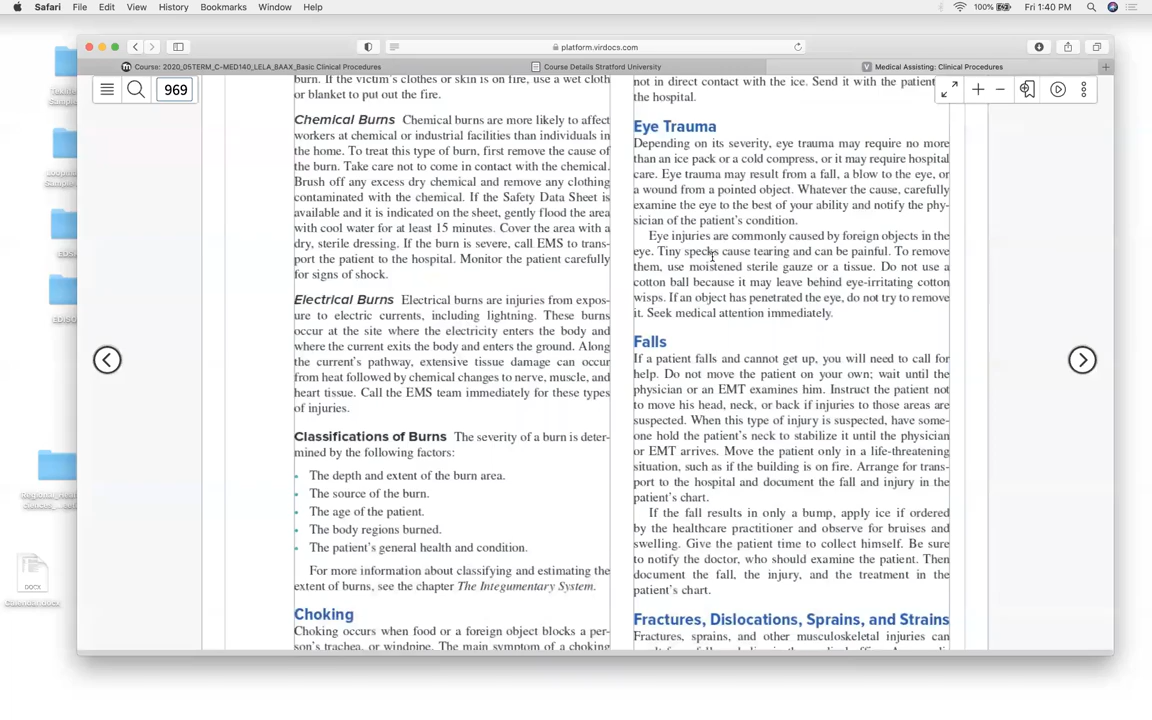 Safari File Edit View History Bookmarks Window Help
100% Fri 1:40 PM
platform.virdocs.com
Course: 2020_05TERM_C-MED140_LELA_BAAX_Basic Clinical Procedures
Course Details Stratford University
Medical Assisting: Clinical Procedures
969
burn. If the victim's clothes or skin is on fire, use a wet cloth
or blanket to put out the fire.
Chemical Burns Chemical burns are more likely to affect
workers at chemical or industrial facilities than individuals in
the home. To treat this type of burn, first remove the cause of
the burn. Take care not to come in contact with the chemical.
Brush off any excess dry chemical and remove any clothing
contaminated with the chemical. If the Safety Data Sheet is
available and it is indicated on the sheet, gently flood the area
with cool water for at least 15 minutes. Cover the area with a
dry, sterile dressing. If the burn is severe, call EMS to trans-
port the patient to the hospital. Monitor the patient carefully
for signs of shock.
Electrical Burns Electrical burns are injuries from expos-
ure to electric currents, including lightning. These burns
occur at the site where the electricity enters the body and
where the current exits the body and enters the ground. Along
the current's pathway, extensive tissue damage can occur
from heat followed by chemical changes to nerve, muscle, and
heart tissue. Call the EMS team immediately for these types
of injuries.
Classifications of Burns The severity of a burn is deter-
mined by the following factors:
• The depth and extent of the burn area.
• The source of the burn.
• The age of the patient.
• The body regions burned.
• The patient's general health and condition.
For more information about classifying and estimating the
extent of burns, see the chapter The Integumentary System.
Choking
Choking occurs when food or a foreign object blocks a per-
son's trachea, or windpipe. The main symptom of a choking
not in direct contact with the ice. Send it with the patient
the hospital.
Eye Trauma
Depending on its severity, eye trauma may require no more
than an ice pack or a cold compress, or it may require hospital
care. Eye trauma may result from a fall, a blow to the eye, or
a wound from a pointed object. Whatever the cause, carefully
examine the eye to the best of your ability and notify the phy-
sician of the patient's condition.
Eye injuries are commonly caused by foreign objects in the
eye. Tiny specks cause tearing and can be painful. To remove
them, use moistened sterile gauze or a tissue. Do not use a
cotton ball because it may leave behind eye-irritating cotton
wisps. If an object has penetrated the eye, do not try to remove
it. Seek medical attention immediately.
Falls
If a patient falls and cannot get up, you will need to call for
help. Do not move the patient on your own; wait until the
physician or an EMT examines him. Instruct the patient not
to move his head, neck, or back if injuries to those areas are
suspected. When this type of injury is suspected, have some-
one hold the patient's neck to stabilize it until the physician
or EMT arrives. Move the patient only in a life-threatening
situation, such as if the building is on fire. Arrange for trans-
port to the hospital and document the fall and injury in the
patient's chart.
If the fall results in only a bump, apply ice if ordered
by the healthcare practitioner and observe for bruises and
swelling. Give the patient time to collect himself. Be sure
to notify the doctor, who should examine the patient. Then
document the fall, the injury, and the treatment in the
patient's chart.
Fractures, Dislocations, Sprains, and Strains
Fractures, sprains, and other musculoskeletal injuries can
DOCX
Calendar.docx